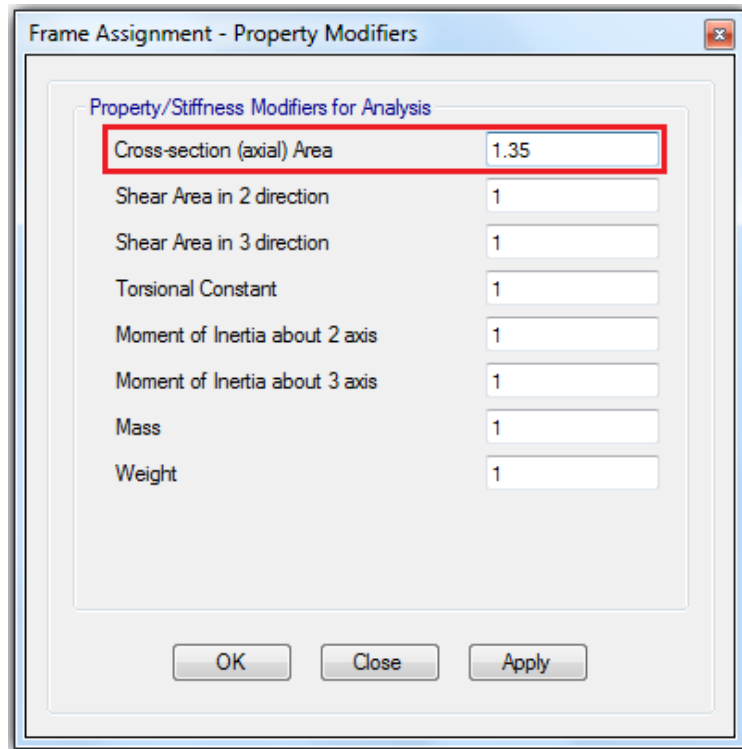 Frame Assignment - Property Modifiers
Property/Stiffness Modifiers for Analysis
Cross-section (axial) Area 1.35
Shear Area in 2 direction 1
Shear Area in 3 direction 1
Torsional Constant 1
Moment of Inertia about 2 axis 1
Moment of Inertia about 3 axis 1
Mass 1
Weight 1
OK Close Apply